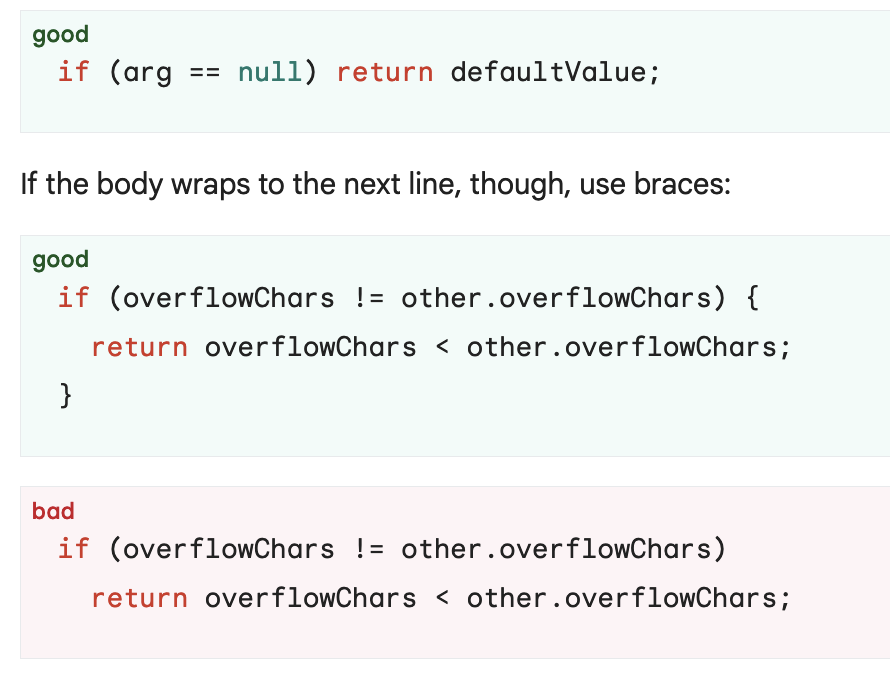 good
if (arg == null) return defaultValue;
If the body wraps to the next line, though, use braces:
good
if (overflowChars != other.overflowChars) {
  return overflowChars < other.overflowChars;
}
bad
if (overflowChars != other.overflowChars)
  return overflowChars < other.overflowChars;